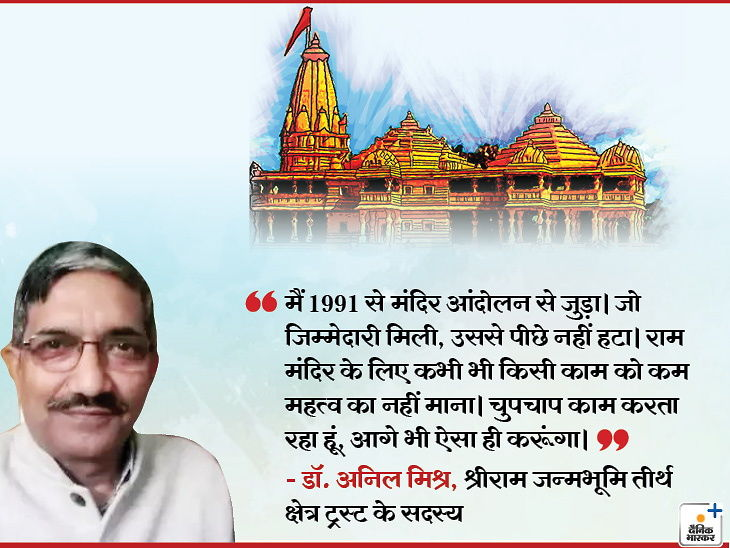 ❝ मैं 1991 से मंदिर आंदोलन से जुड़ा। जो
जिम्मेदारी मिली, उससे पीछे नहीं हटा। राम
मंदिर के लिए कभी भी किसी काम को कम
महत्व का नहीं माना। चुपचाप काम करता
रहा हूं, आगे भी ऐसा ही करूंगा। ❞
- डॉ. अनिल मिश्र, श्रीराम जन्मभूमि तीर्थ
क्षेत्र ट्रस्ट के सदस्य
दैनिक
भास्कर
+